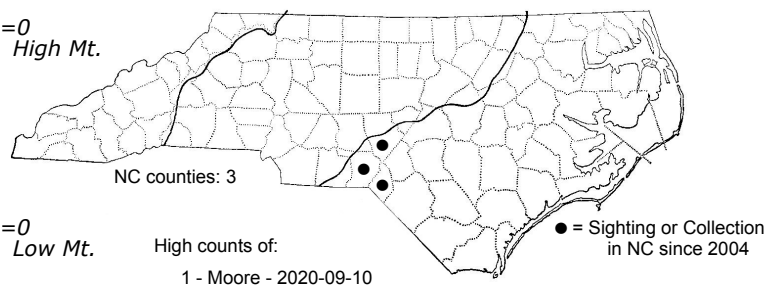 =0
High Mt.
NC counties: 3
=0
Low Mt.
High counts of:
1 - Moore - 2020-09-10
● = Sighting or Collection
in NC since 2004